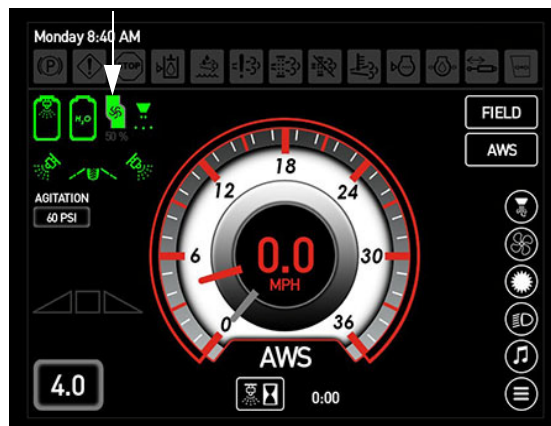 Monday 8:40 AM
(P)
STOP
H₂O
50 %
FIELD
AWS
AGITATION
60 PSI
18
12
24
6
30
0
36
0.0
MPH
AWS
4.0
0:00